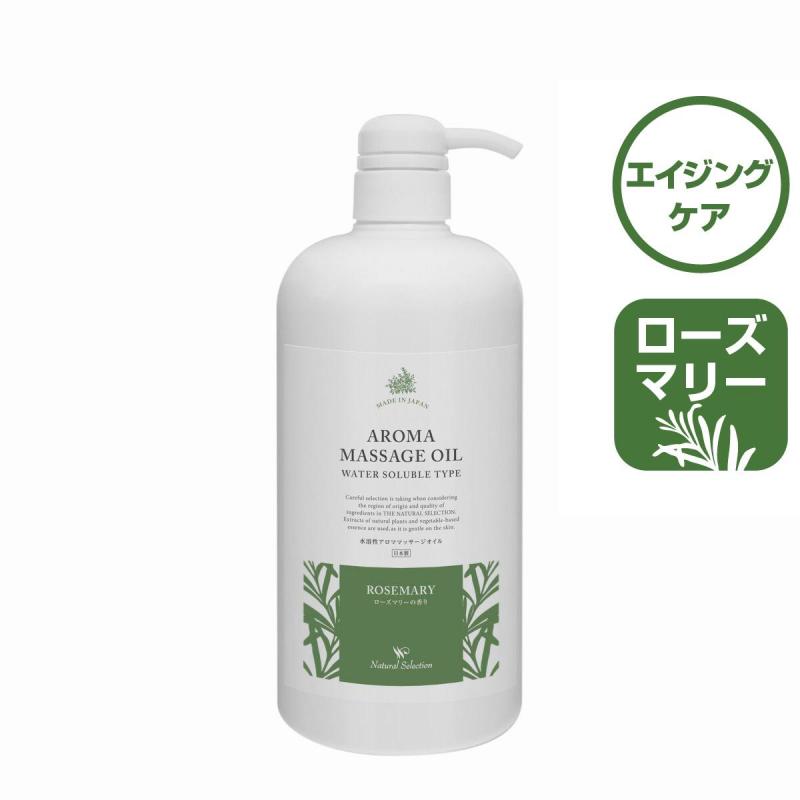 エイジング
ケア
ローズ
マリー
MADE IN JAPAN
AROMA
MASSAGE OIL
WATER SOLUBLE TYPE
Careful selection is taking when considering
the region of origin and quality of
ingredients in THE NATURAL SELECTION.
Extracts of natural plants and vegetable-based
essence are used, as it is gentle on the skin.
水溶性アロママッサージオイル
日本製
ROSEMARY
ローズマリーの香り
Natural Selection